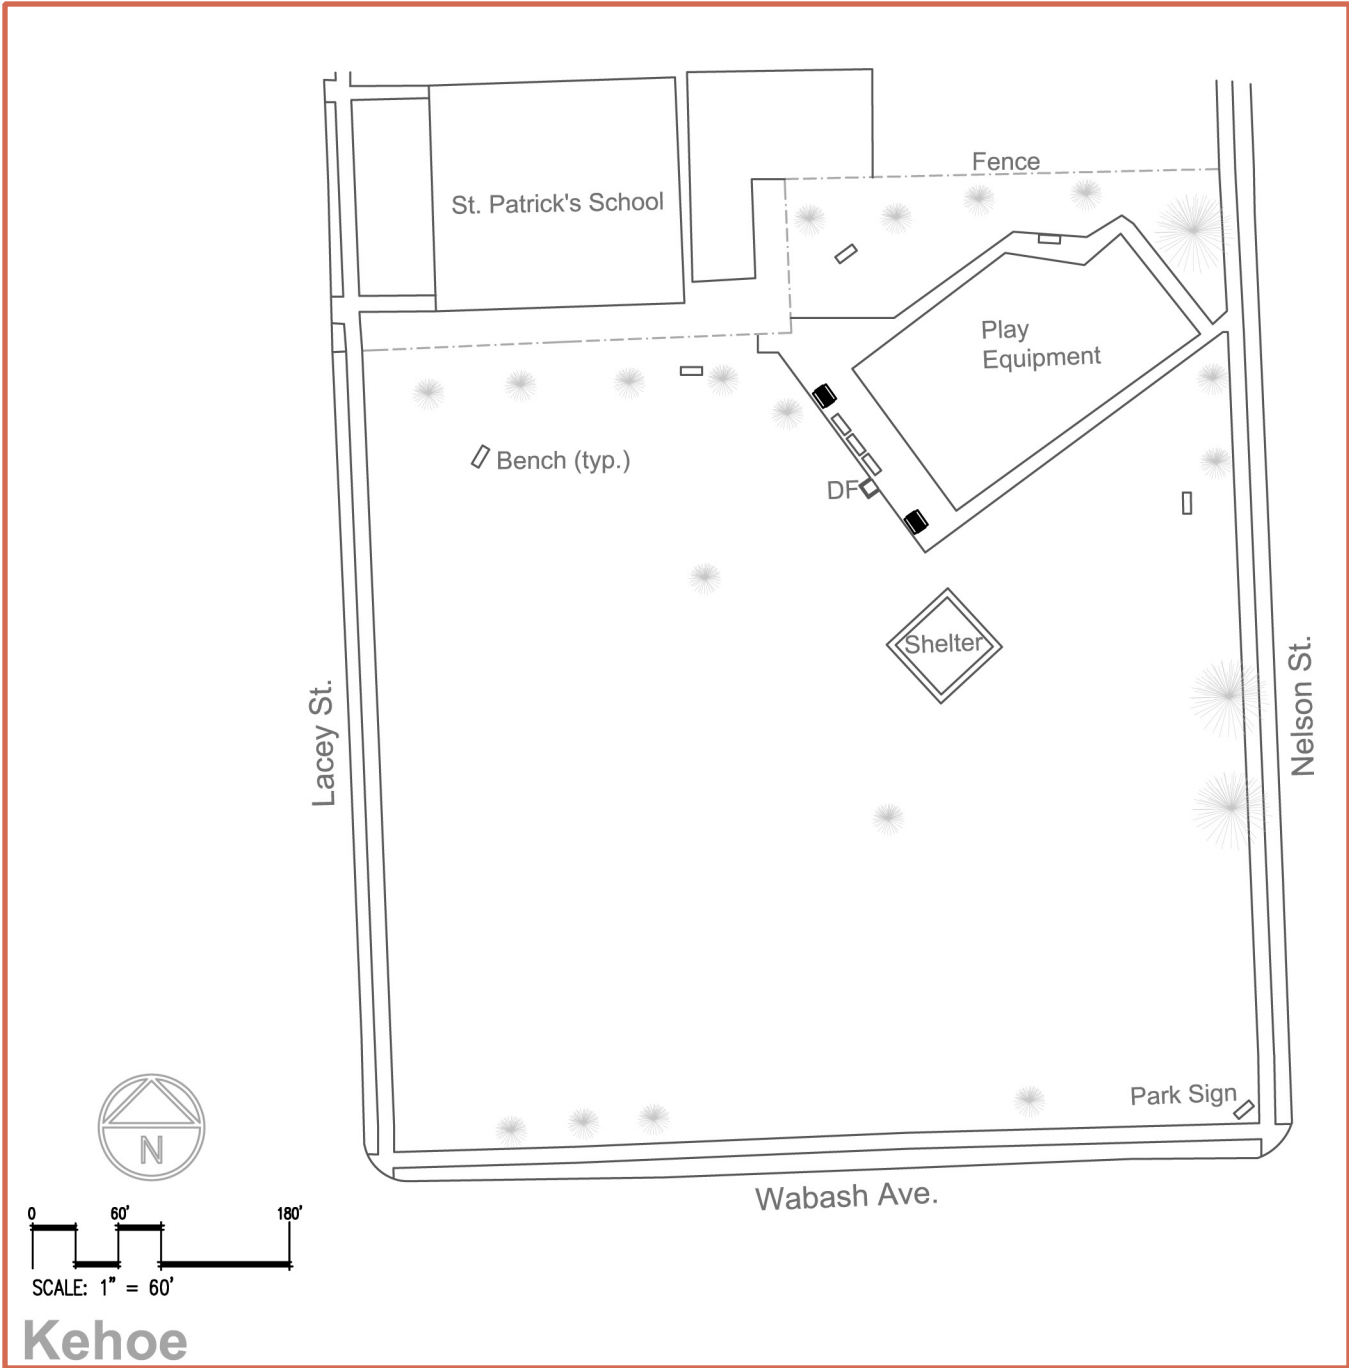 Fence
St. Patrick's School
Play
Equipment
Bench (typ.)
DF
Shelter
Lacey St.
Nelson St.
Park Sign
Wabash Ave.
N
0 60' 180'
SCALE: 1" = 60'
Kehoe